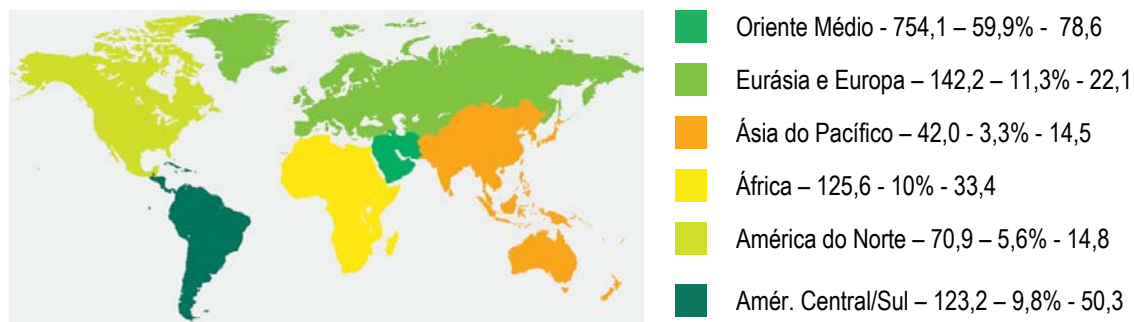 Oriente Médio - 754,1 – 59,9% - 78,6
Eurásia e Europa – 142,2 – 11,3% - 22,1
Ásia do Pacífico – 42,0 - 3,3% - 14,5
África – 125,6 - 10% - 33,4
América do Norte – 70,9 – 5,6% - 14,8
Amér. Central/Sul – 123,2 – 9,8% - 50,3